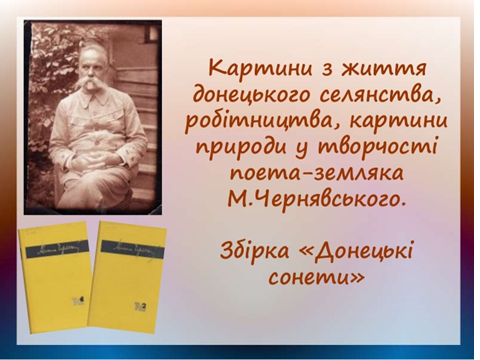 Картини з життя
донецького селянства,
робітництва, картини
природи у творчості
поета-земляка
М.Чернявського.
Збірка «Донецькі
сонети»